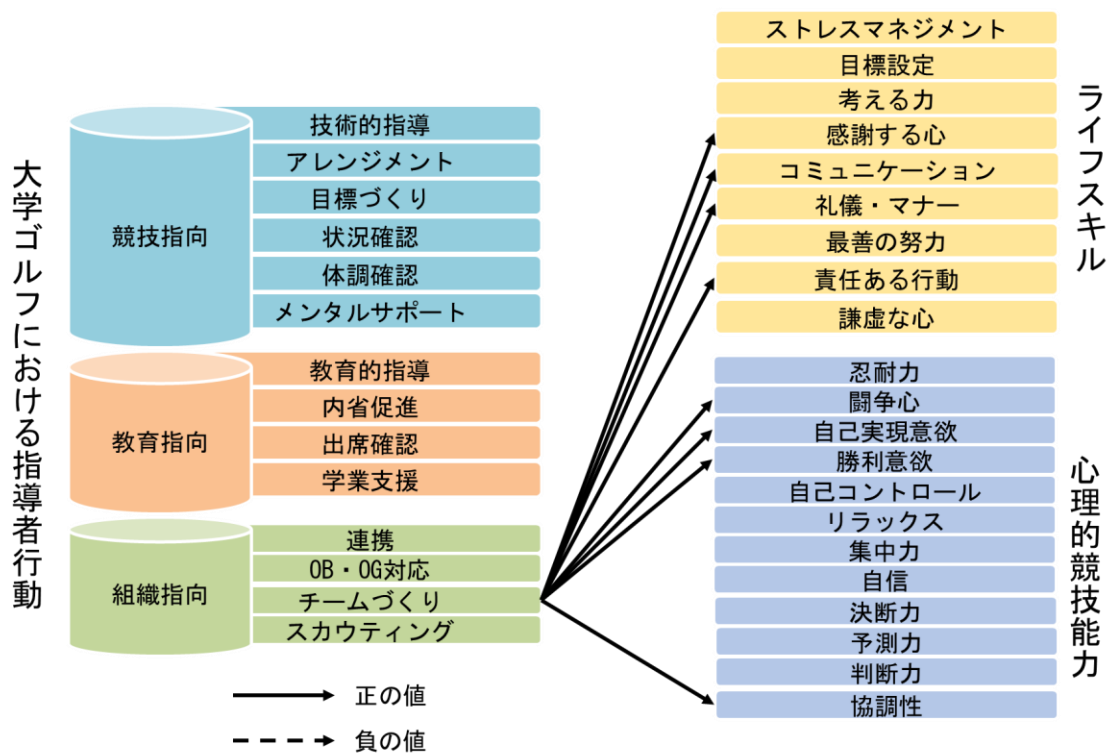 大学ゴルフにおける指導者行動
競技指向
技術的指導
アレンジメント
目標づくり
状況確認
体調確認
メンタルサポート
教育指向
教育的指導
内省促進
出席確認
学業支援
組織指向
連携
OB・OG対応
チームづくり
スカウティング
正の値
負の値
ストレスマネジメント
目標設定
考える力
感謝する心
コミュニケーション
礼儀・マナー
最善の努力
責任ある行動
謙虚な心
ライフスキル
忍耐力
闘争心
自己実現意欲
勝利意欲
自己コントロール
リラックス
集中力
自信
決断力
予測力
判断力
協調性
心理的競技能力